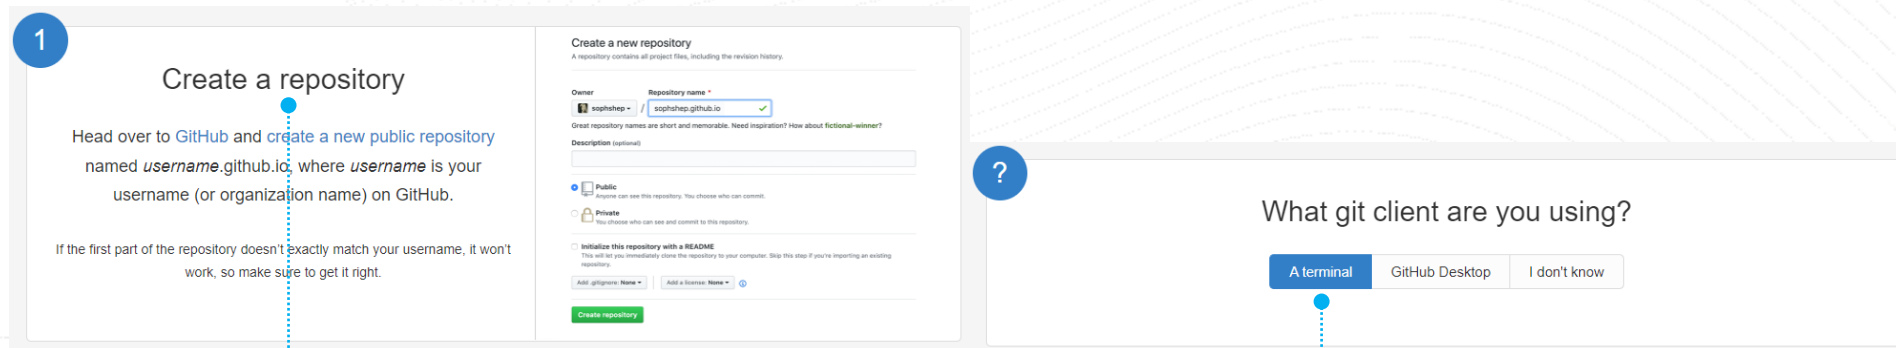 1
Create a repository
Head over to GitHub and create a new public repository
named username.github.io, where username is your
username (or organization name) on GitHub.
If the first part of the repository doesn't exactly match your username, it won't
work, so make sure to get it right.
Create a new repository
A repository contains all project files, including the revision history.
Owner Repository name *
sophshep / sophshep.github.io
Great repository names are short and memorable. Need inspiration? How about fictional-winner?
Description (optional)
Public
Anyone can see this repository. You choose who can commit.
Private
You choose who can see and commit to this repository.
Initialize this repository with a README
This will let you immediately clone the repository to your computer. Skip this step if you're importing an existing
repository.
Add .gitignore: None Add a license: None
Create repository
?
What git client are you using?
A terminal GitHub Desktop I don't know